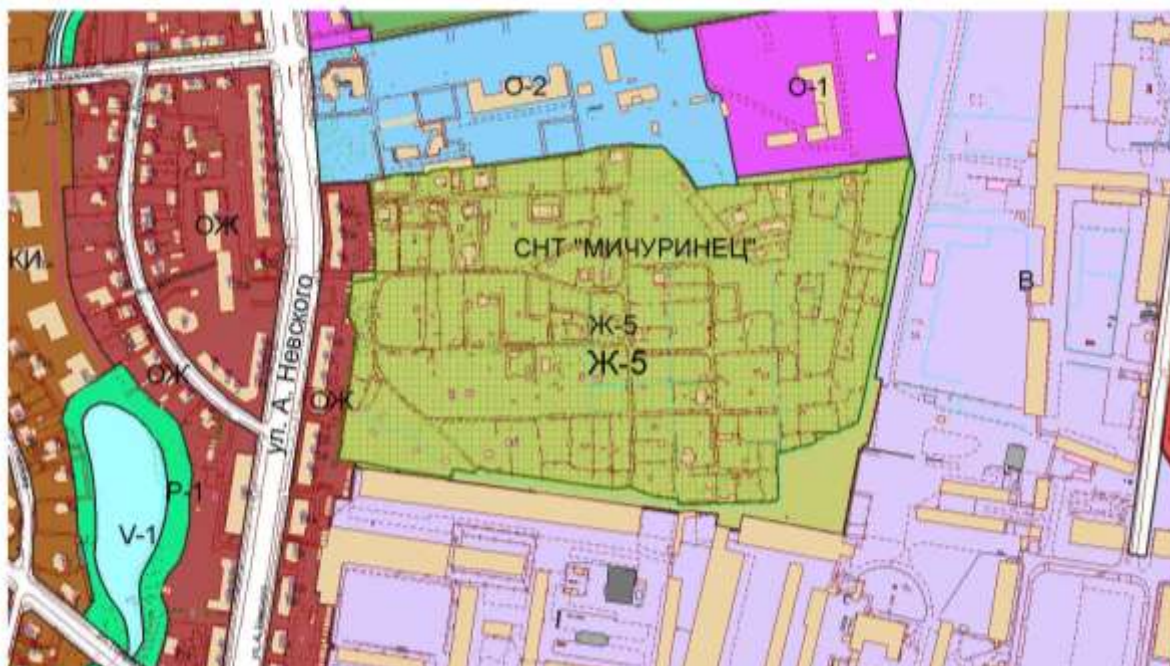 О-2
О-1
ОЖ
СНТ "МИЧУРИНЕЦ"
КИ
В
ул. А. Невского
Ж-5
Ж-5
ОЖ
ОЖ
Р-1
V-1